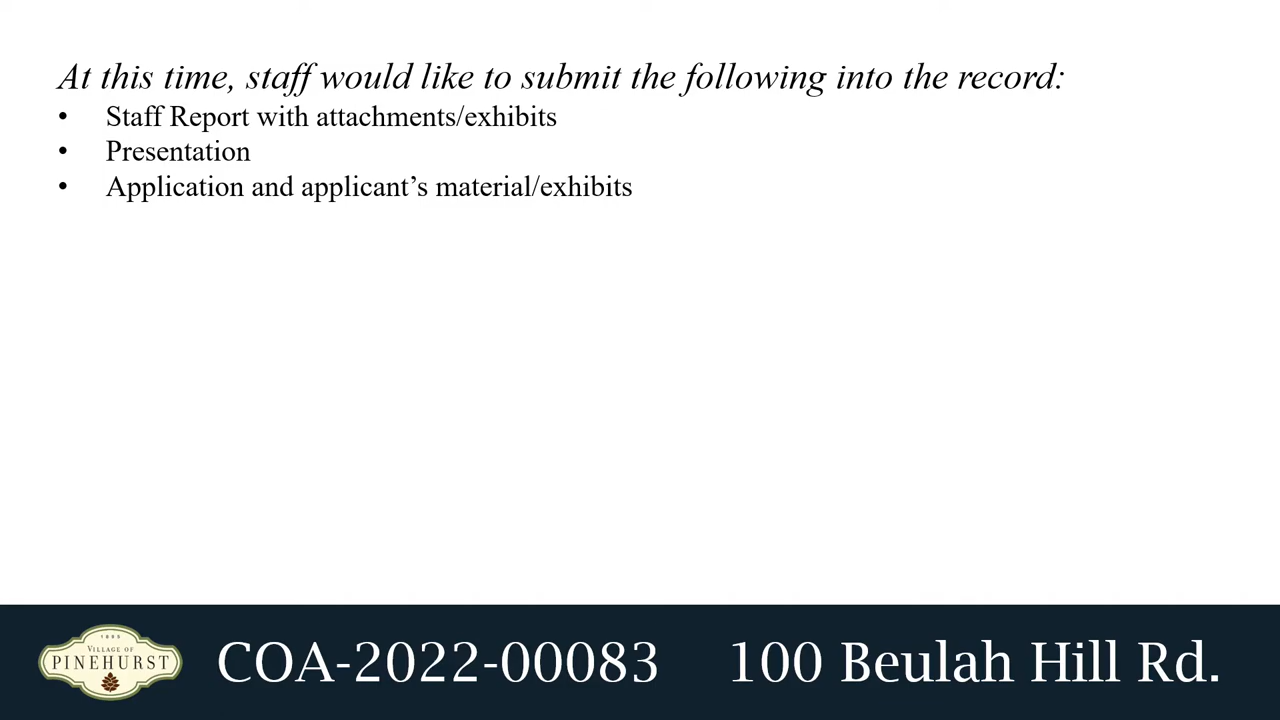 At this time, staff would like to submit the following into the record:
• Staff Report with attachments/exhibits
• Presentation
• Application and applicant’s material/exhibits
1895
VILLAGE OF
PINEHURST
COA-2022-00083 100 Beulah Hill Rd.